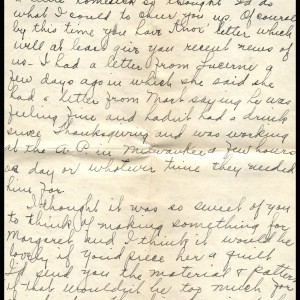 a little homesick so thought I'd do
what I could to cheer you up. Of course
by this time you have Knox' letter which
will at least give you recent news of
us - I had a letter from Lucerne a
few days ago in which she said she
had a letter from Mark saying he was
feeling fine and hadn't had a drink
since Thanksgiving and was working
at the A.P. in Milwaukee a few hours
a day or whatever time they needed
him for.
I thought it was so sweet of you
to think of making something for
Margaret and I think it would be
lovely if you'd piece her a quilt
I'd send you the material & pattern
if that wouldn't be too much for